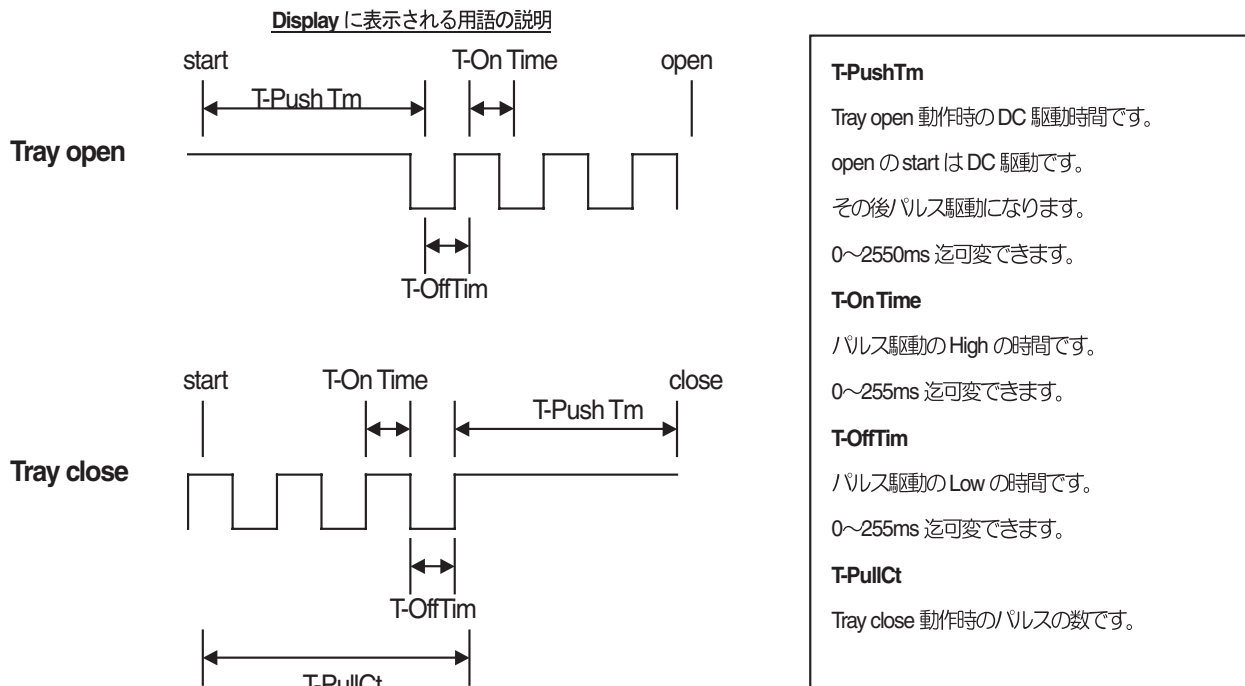 Display に表示される用語の説明
start
T-On Time
open
T-Push Tm
Tray open
T-OffTim
start
T-On Time
close
T-Push Tm
Tray close
T-OffTim
T-PullCt
T-PushTm
Tray open 動作時の DC 駆動時間です。
open の start は DC 駆動です。
その後パルス駆動になります。
0～2550ms 迄可変できます。
T-On Time
パルス駆動の High の時間です。
0～255ms 迄可変できます。
T-OffTim
パルス駆動の Low の時間です。
0～255ms 迄可変できます。
T-PullCt
Tray close 動作時のパルスの数です。